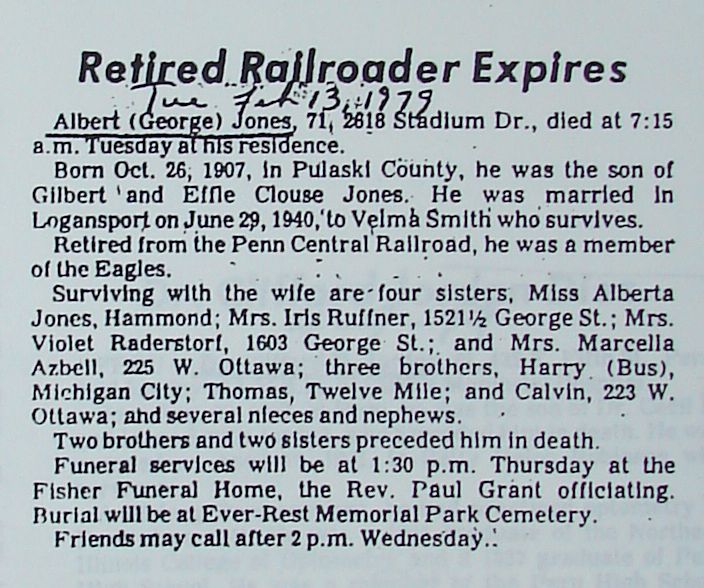 Retired Railroader Expires
Tue Feb 13, 1979
Albert (George) Jones, 71, 2618 Stadium Dr., died at 7:15
a.m. Tuesday at his residence.
Born Oct. 26, 1907, in Pulaski County, he was the son of
Gilbert and Effie Clouse Jones. He was married in
Logansport on June 29, 1940, to Velma Smith who survives.
Retired from the Penn Central Railroad, he was a member
of the Eagles.
Surviving with the wife are four sisters, Miss Alberta
Jones, Hammond; Mrs. Iris Ruffner, 1521½ George St.; Mrs.
Violet Raderstorf, 1603 George St.; and Mrs. Marcella
Azbell, 225 W. Ottawa; three brothers, Harry (Bus),
Michigan City; Thomas, Twelve Mile; and Calvin, 223 W.
Ottawa; and several nieces and nephews.
Two brothers and two sisters preceded him in death.
Funeral services will be at 1:30 p.m. Thursday at the
Fisher Funeral Home, the Rev. Paul Grant officiating.
Burial will be at Ever-Rest Memorial Park Cemetery.
Friends may call after 2 p.m. Wednesday.